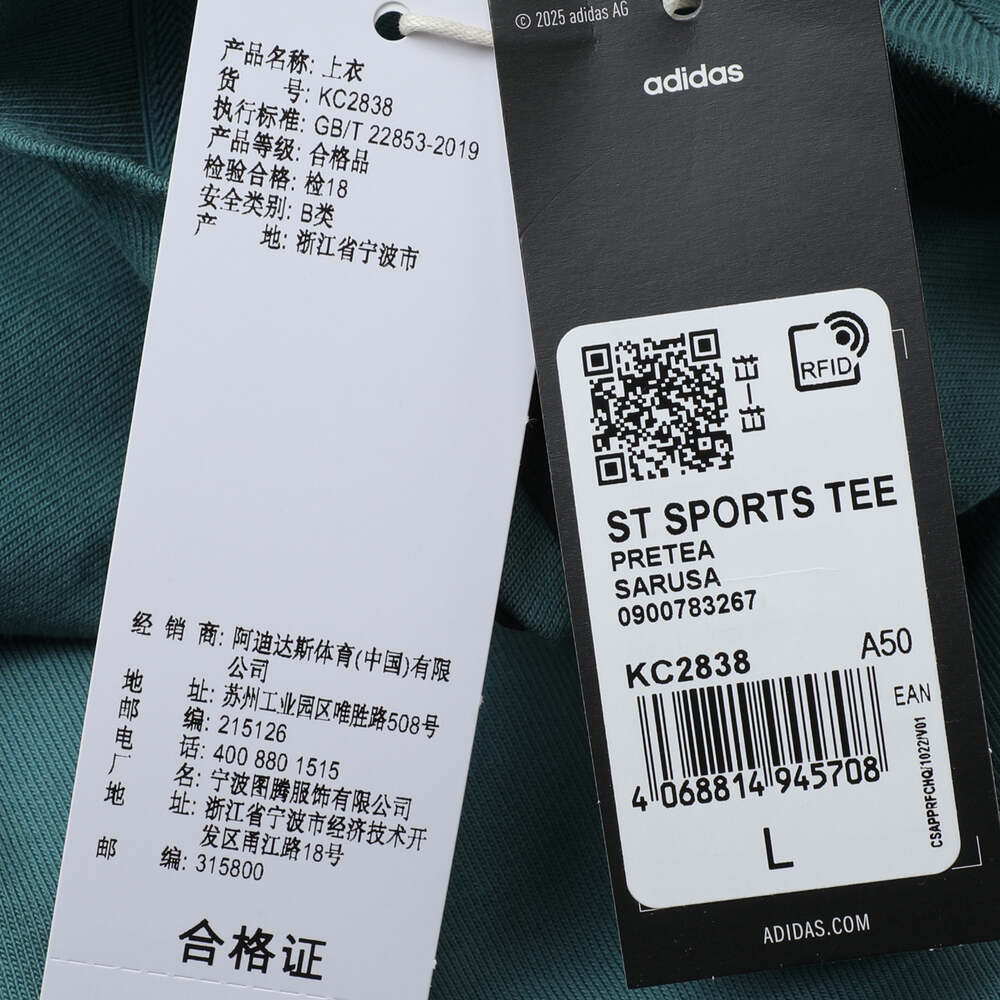 产品名称: 上衣
货 号: KC2838
执行标准: GB/T 22853-2019
产品等级: 合格品
检验合格: 检18
安全类别: B类
产 地: 浙江省宁波市
经 销 商: 阿迪达斯体育(中国)有限
公司
地 址: 苏州工业园区唯胜路508号
邮 编: 215126
电 话: 400 880 1515
厂 名: 宁波图腾服饰有限公司
地 址: 浙江省宁波市经济技术开
发区甬江路18号
邮 编: 315800
合格证
© 2025 adidas AG
adidas
RFID
扫一扫
ST SPORTS TEE
PRETEA
SARUSA
0900783267
KC2838 A50
EAN
4 068814 945708
CSAPPRFCHQ/1022/V01
L
ADIDAS.COM